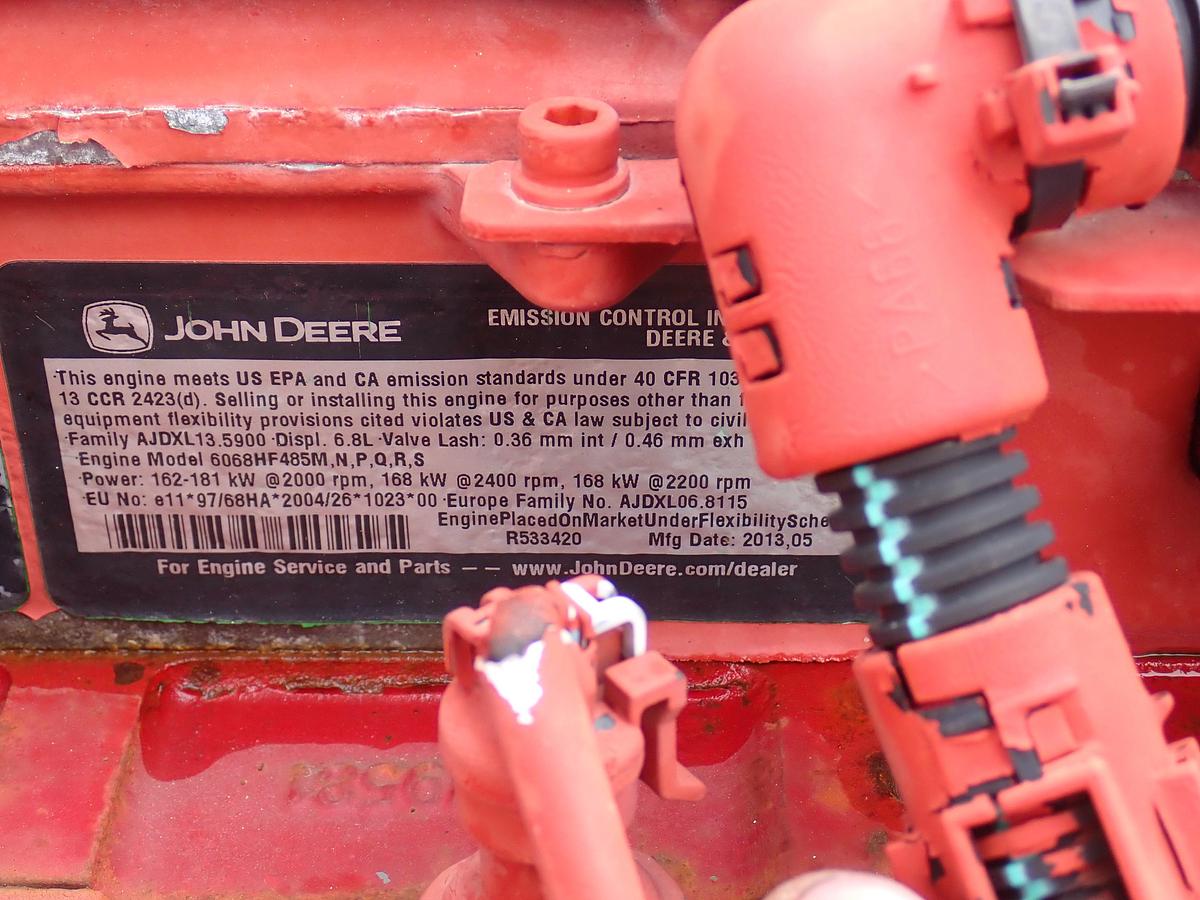 JOHN DEERE
EMISSION CONTROL
DEERE
·This engine meets US EPA and CA emission standards under 40 CFR 103
13 CCR 2423(d). Selling or installing this engine for purposes other than
equipment flexibility provisions cited violates US & CA law subject to civil
·Family AJDXL13.5900 ·Displ. 6.8L ·Valve Lash: 0.36 mm int / 0.46 mm exh
·Engine Model 6068HF485M,N,P,Q,R,S
·Power: 162-181 kW @2000 rpm, 168 kW @2400 rpm, 168 kW @2200 rpm
·EU No: e11*97/68HA*2004/26*1023*00 ·Europe Family No. AJDXL06.8115
EnginePlacedOnMarketUnderFlexibilitySche
R533420 Mfg Date: 2013,05
For Engine Service and Parts -- www.JohnDeere.com/dealer